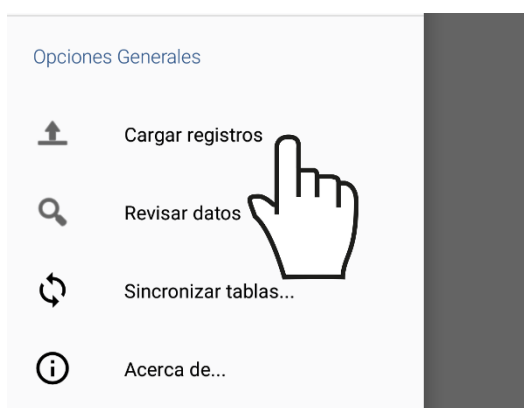 Opciones Generales
Cargar registros
Revisar datos
Sincronizar tablas...
Acerca de...